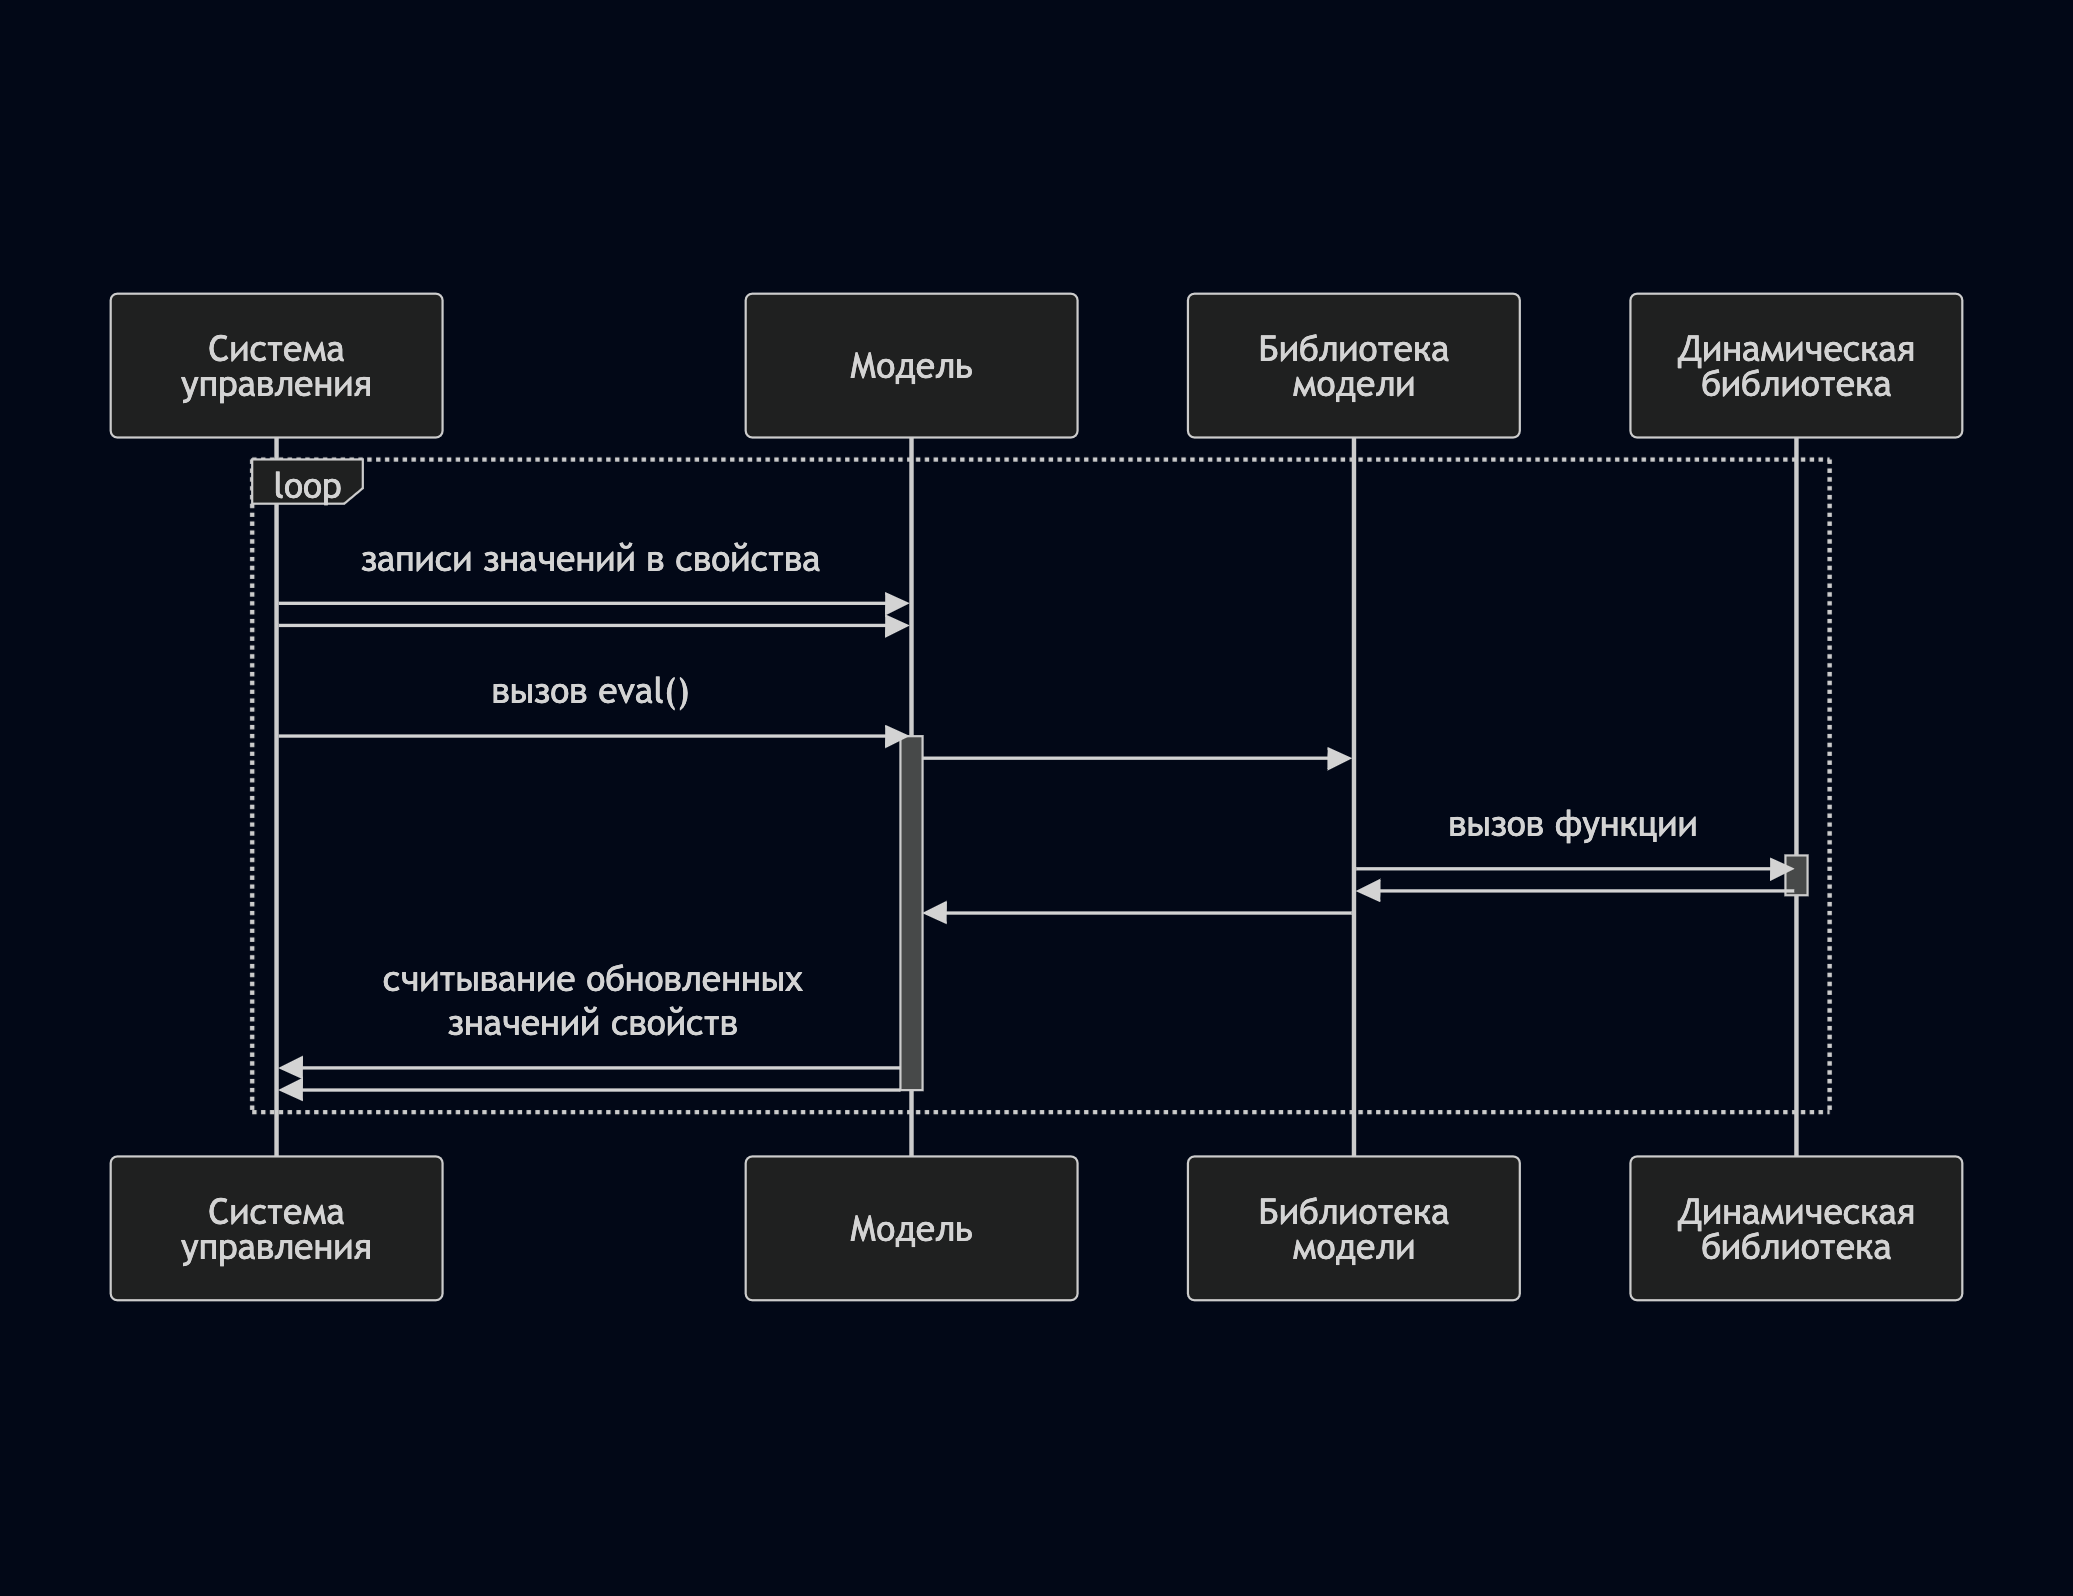 Система
управления
Модель
Библиотека
модели
Динамическая
библиотека
loop
записи значений в свойства
вызов eval()
вызов функции
считывание обновленных
значений свойств
Система
управления
Модель
Библиотека
модели
Динамическая
библиотека